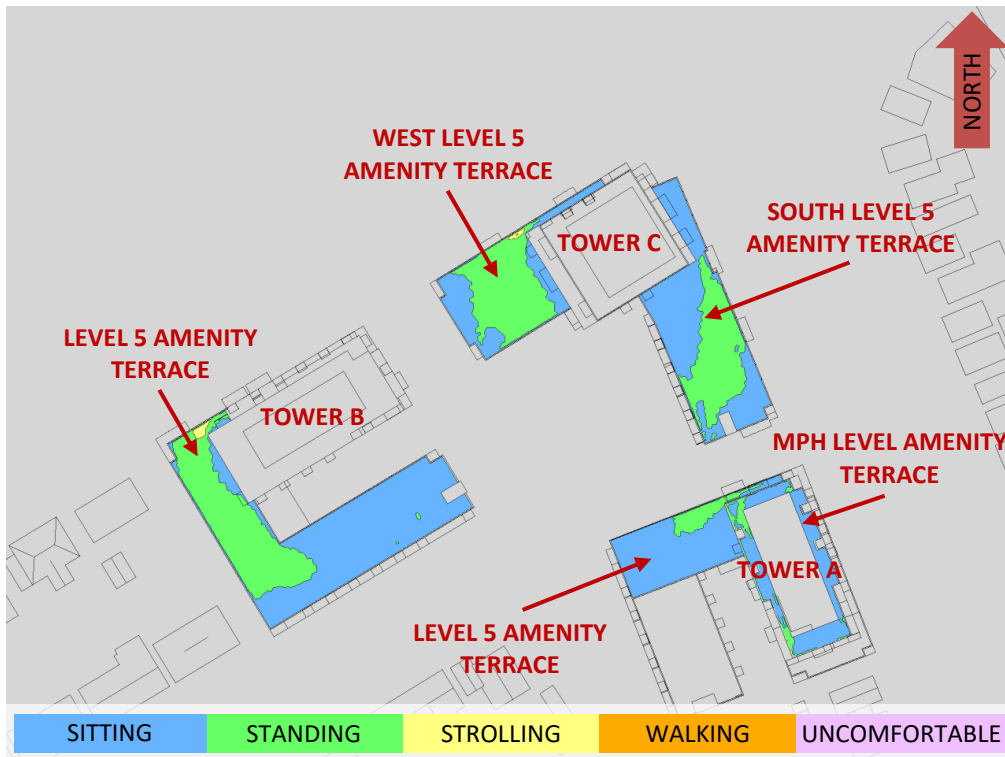 NORTH
WEST LEVEL 5
AMENITY TERRACE
TOWER C
SOUTH LEVEL 5
AMENITY TERRACE
LEVEL 5 AMENITY
TERRACE
TOWER B
MPH LEVEL AMENITY
TERRACE
TOWER A
LEVEL 5 AMENITY
TERRACE
SITTING
STANDING
STROLLING
WALKING
UNCOMFORTABLE